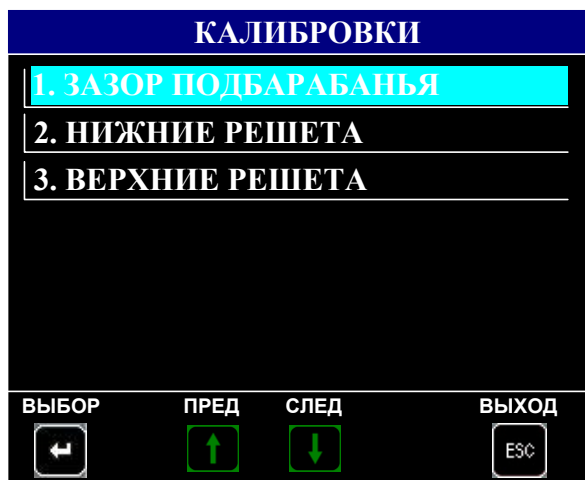 КАЛИБРОВКИ
1. ЗАЗОР ПОДБАРАБАНЬЯ
2. НИЖНИЕ РЕШЕТА
3. ВЕРХНИЕ РЕШЕТА
ВЫБОР ПРЕД СЛЕД ВЫХОД
ESC